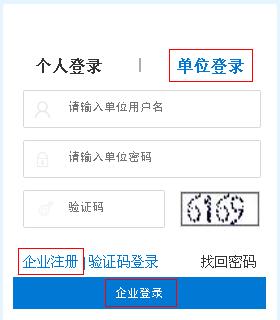 个人登录 | 单位登录
请输入单位用户名
请输入单位密码
验证码 6169
企业注册 | 验证码登录 找回密码
企业登录